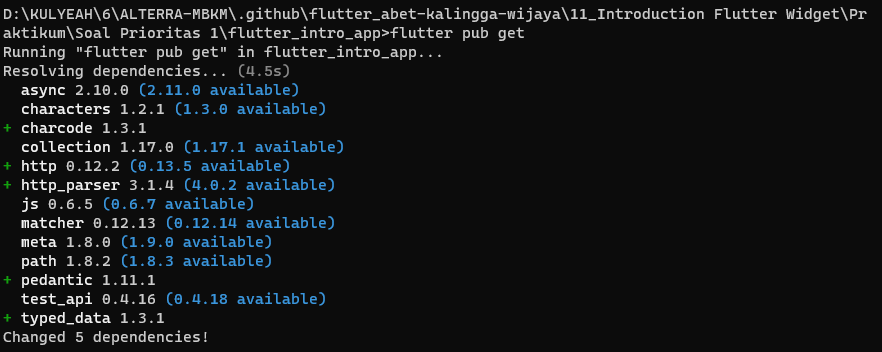 D:\KULYEAH\6\ALTERRA-MBKM\.github\flutter_abet-kalingga-wijaya\11_Introduction Flutter Widget\Pr
aktikum\Soal Prioritas 1\flutter_intro_app>flutter pub get
Running "flutter pub get" in flutter_intro_app...
Resolving dependencies... (4.5s)
  async 2.10.0 (2.11.0 available)
  characters 1.2.1 (1.3.0 available)
+ charcode 1.3.1
  collection 1.17.0 (1.17.1 available)
+ http 0.12.2 (0.13.5 available)
+ http_parser 3.1.4 (4.0.2 available)
  js 0.6.5 (0.6.7 available)
  matcher 0.12.13 (0.12.14 available)
  meta 1.8.0 (1.9.0 available)
  path 1.8.2 (1.8.3 available)
+ pedantic 1.11.1
  test_api 0.4.16 (0.4.18 available)
+ typed_data 1.3.1
Changed 5 dependencies!